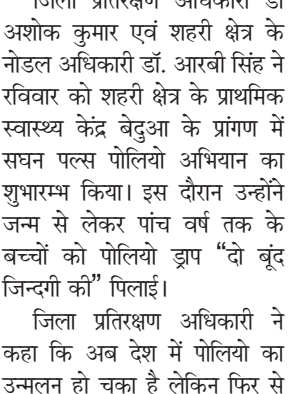 जिला प्रतिरक्षण अधिकारी डॉ
अशोक कुमार एवं शहरी क्षेत्र के
नोडल अधिकारी डॉ. आरबी सिंह ने
रविवार को शहरी क्षेत्र के प्राथमिक
स्वास्थ्य केंद्र बेदुआ के प्रांगण में
सघन पल्स पोलियो अभियान का
शुभारम्भ किया। इस दौरान उन्होंने
जन्म से लेकर पांच वर्ष तक के
बच्चों को पोलियो ड्राप “दो बूंद
जिन्दगी की” पिलाई।
जिला प्रतिरक्षण अधिकारी ने
कहा कि अब देश में पोलियो का
उन्मूलन हो चुका है लेकिन फिर से